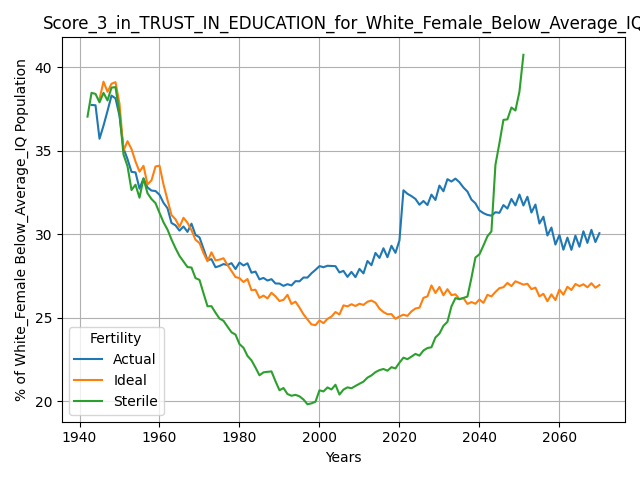 Score_3_in_TRUST_IN_EDUCATION_for_White_Female_Below_Average_IQ
% of White_Female Below_Average_IQ Population
40
35
30
25
20
Fertility
Actual
Ideal
Sterile
1940 1960 1980 2000 2020 2040 2060
Years